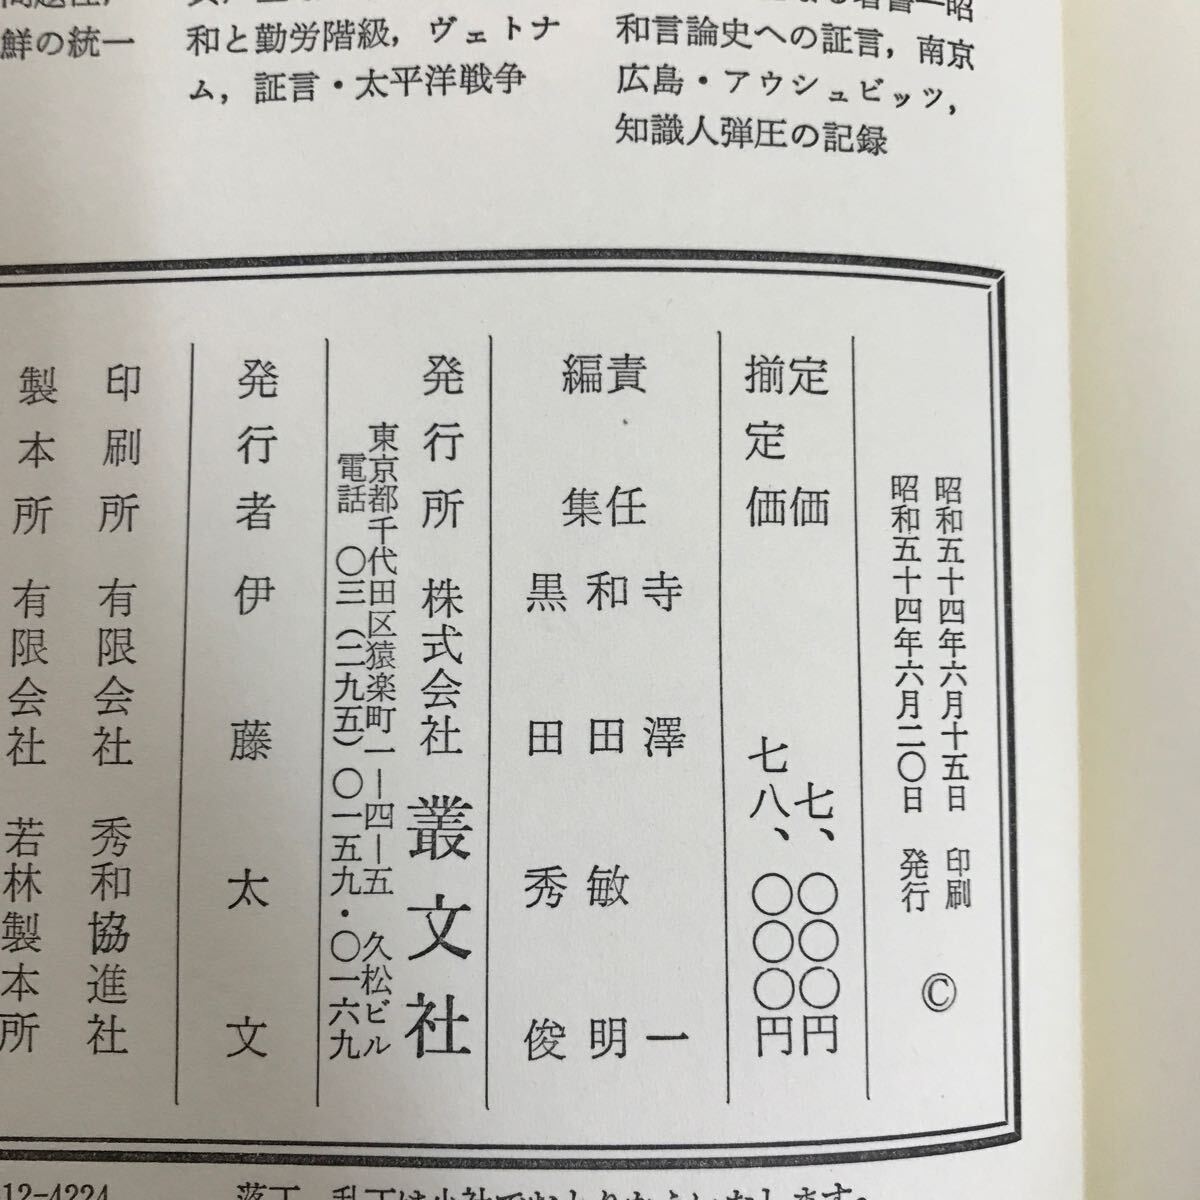 鮮の統一
和と勤労階級，ヴェトナ
ム，証言・太平洋戦争
和言論史への証言，南京
広島・アウシュビッツ，
知識人弾圧の記録
昭和五十四年六月十五日　印刷
昭和五十四年六月二〇日　発行
©
定価　七、〇〇〇円
揃定価　七八、〇〇〇円
責任編集　寺澤一
和田敏明
黒田秀俊
発行所　株式会社　叢文社
東京都千代田区猿楽町一―四―五　久松ビル
電話　〇三（二九五）〇一五九・〇一六九
発行者　伊藤太文
印刷所　有限会社　秀和協進社
製本所　有限会社　若林製本所
12-4224